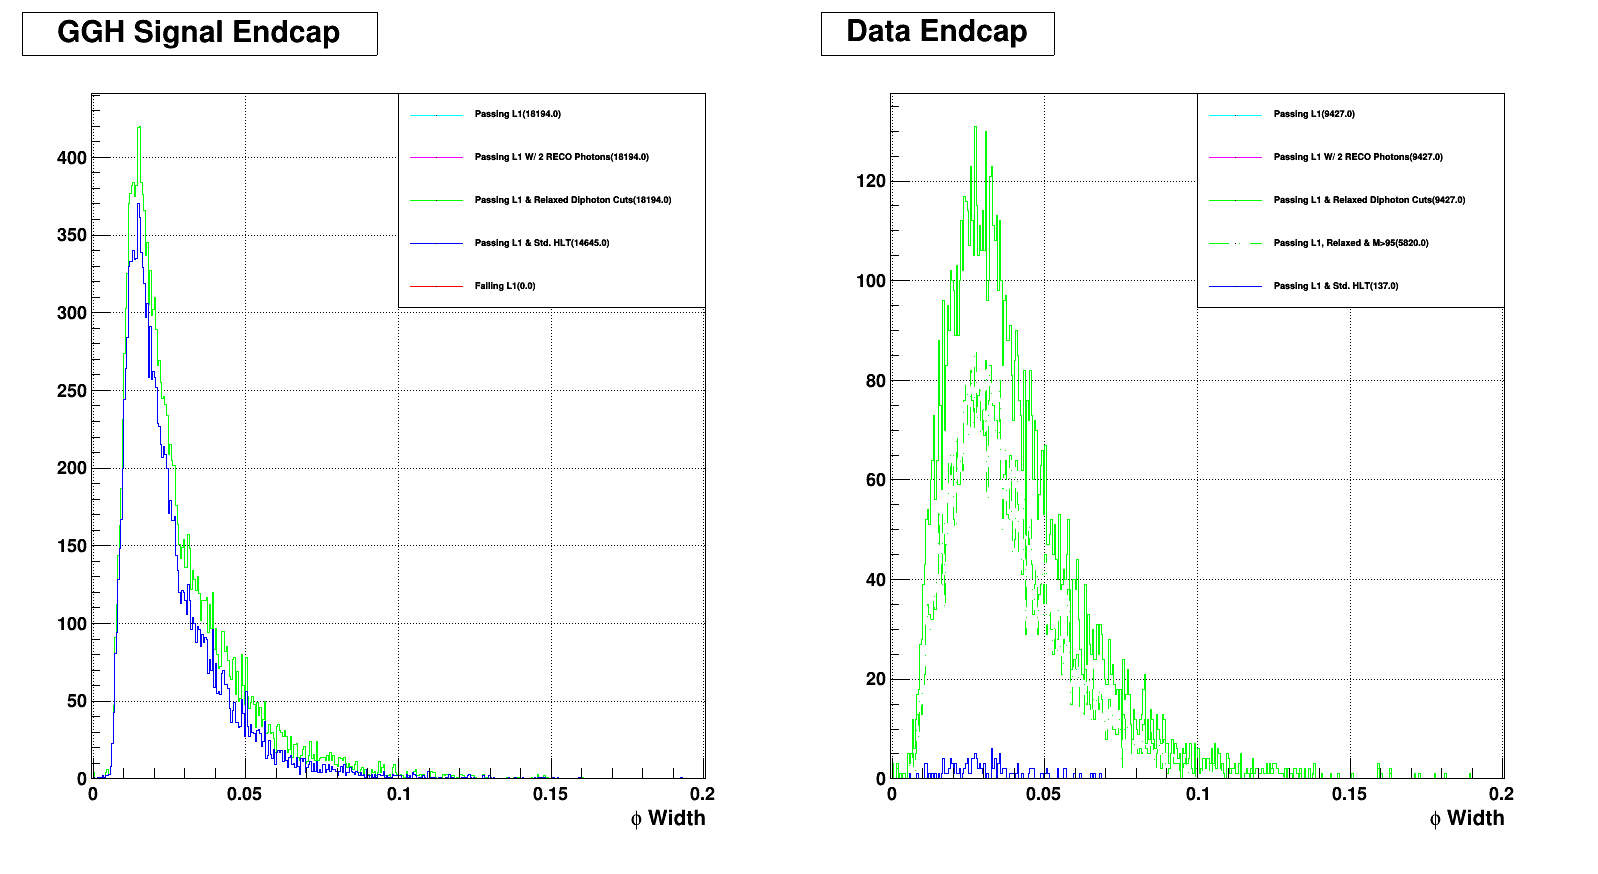 GGH Signal Endcap
Passing L1(18194.0)
Passing L1 W/ 2 RECO Photons(18194.0)
Passing L1 & Relaxed Diphoton Cuts(18194.0)
Passing L1 & Std. HLT(14645.0)
Failing L1(0.0)
400
350
300
250
200
150
100
50
0
0 0.05 0.1 0.15 0.2
ϕ Width
Data Endcap
Passing L1(9427.0)
Passing L1 W/ 2 RECO Photons(9427.0)
Passing L1 & Relaxed Diphoton Cuts(9427.0)
Passing L1, Relaxed & M>95(5820.0)
Passing L1 & Std. HLT(137.0)
120
100
80
60
40
20
0
0 0.05 0.1 0.15 0.2
ϕ Width